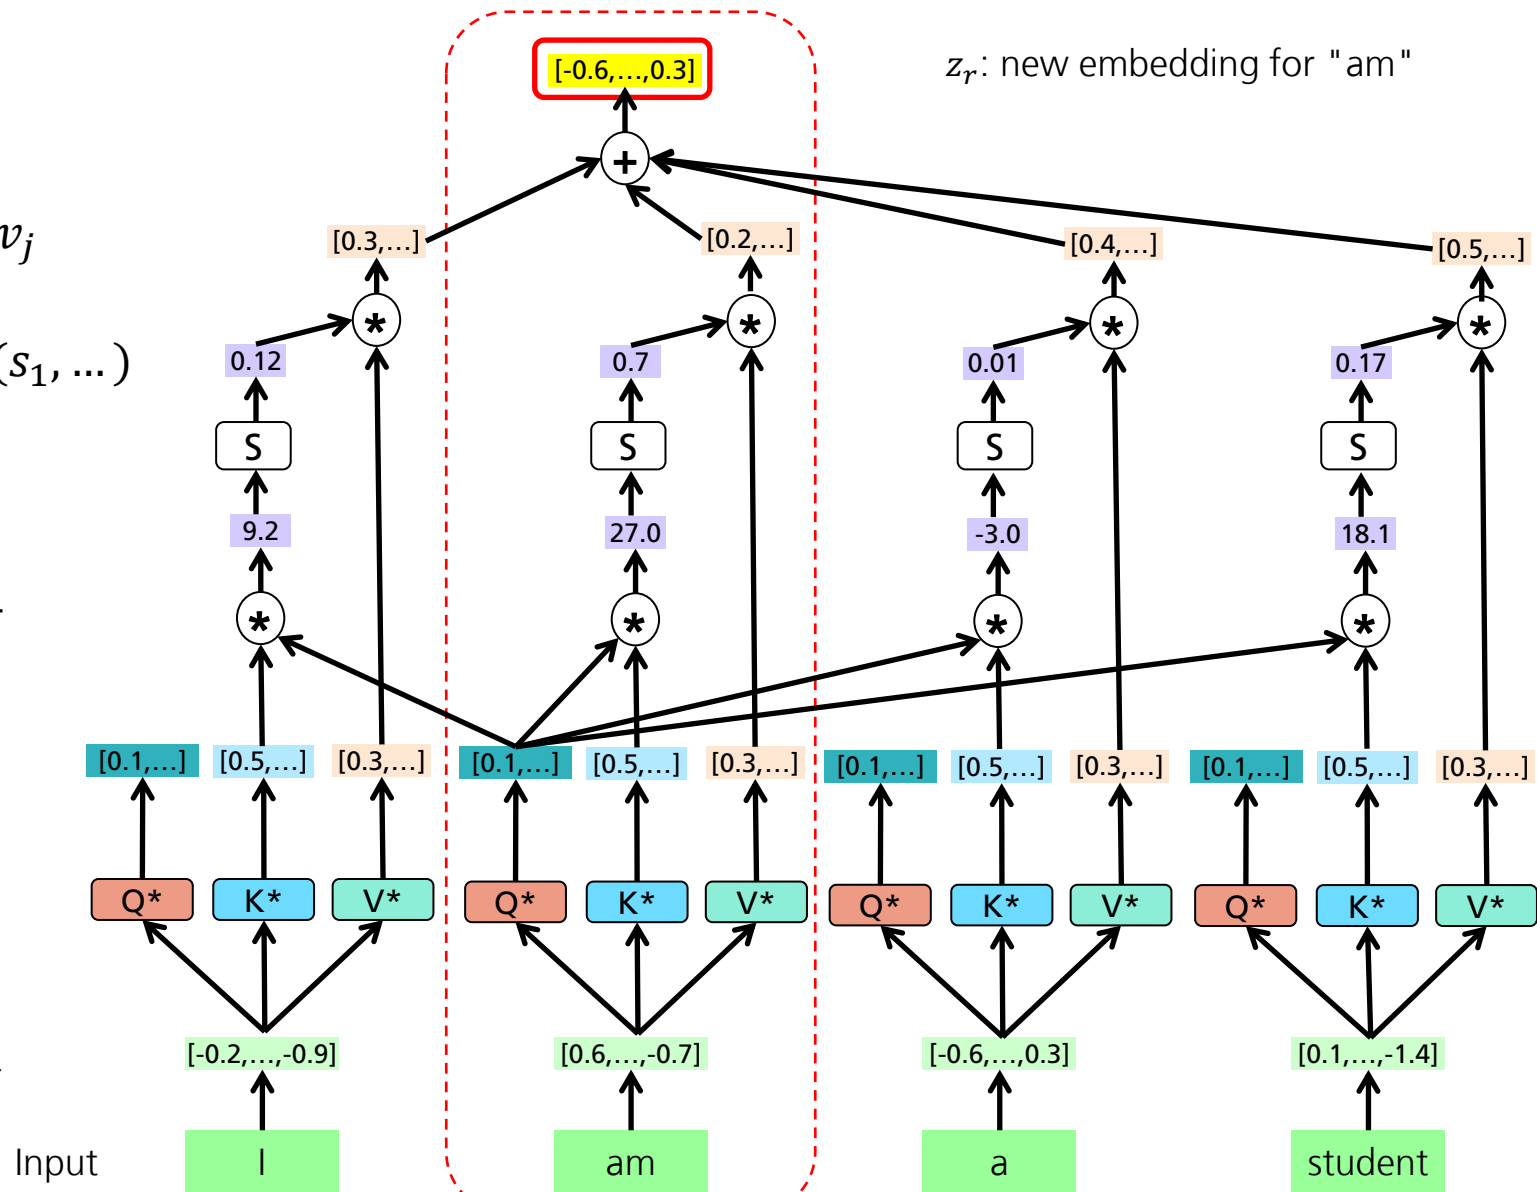 [-0.6,…,0.3]
z_r: new embedding for "am"
+
v_j
[0.3,…] [0.2,…] [0.4,…] [0.5,…]
* * * *
(s_1, …)
0.12 0.7 0.01 0.17
S S S S
9.2 27.0 -3.0 18.1
* * * *
[0.1,…] [0.5,…] [0.3,…] [0.1,…] [0.5,…] [0.3,…] [0.1,…] [0.5,…] [0.3,…] [0.1,…] [0.5,…] [0.3,…]
Q* K* V* Q* K* V* Q* K* V* Q* K* V*
[-0.2,…,-0.9] [0.6,…,-0.7] [-0.6,…,0.3] [0.1,…,-1.4]
Input I am a student